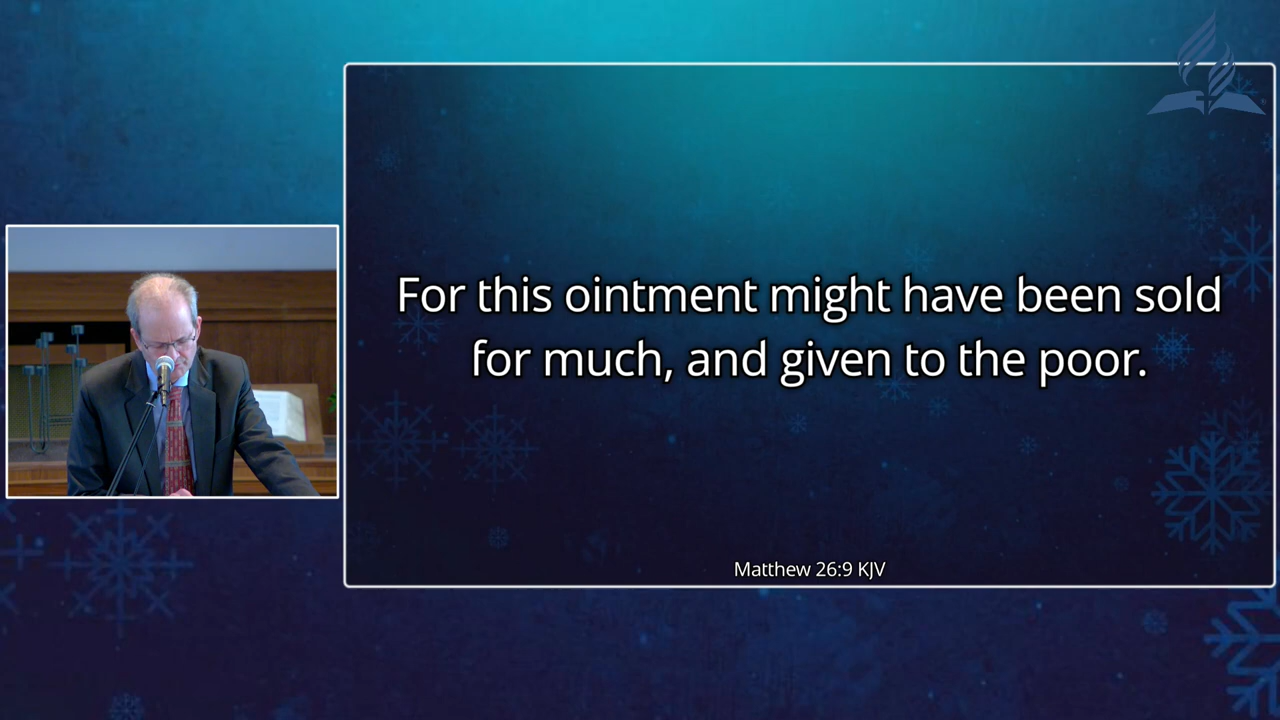 For this ointment might have been sold
for much, and given to the poor.
Matthew 26:9 KJV